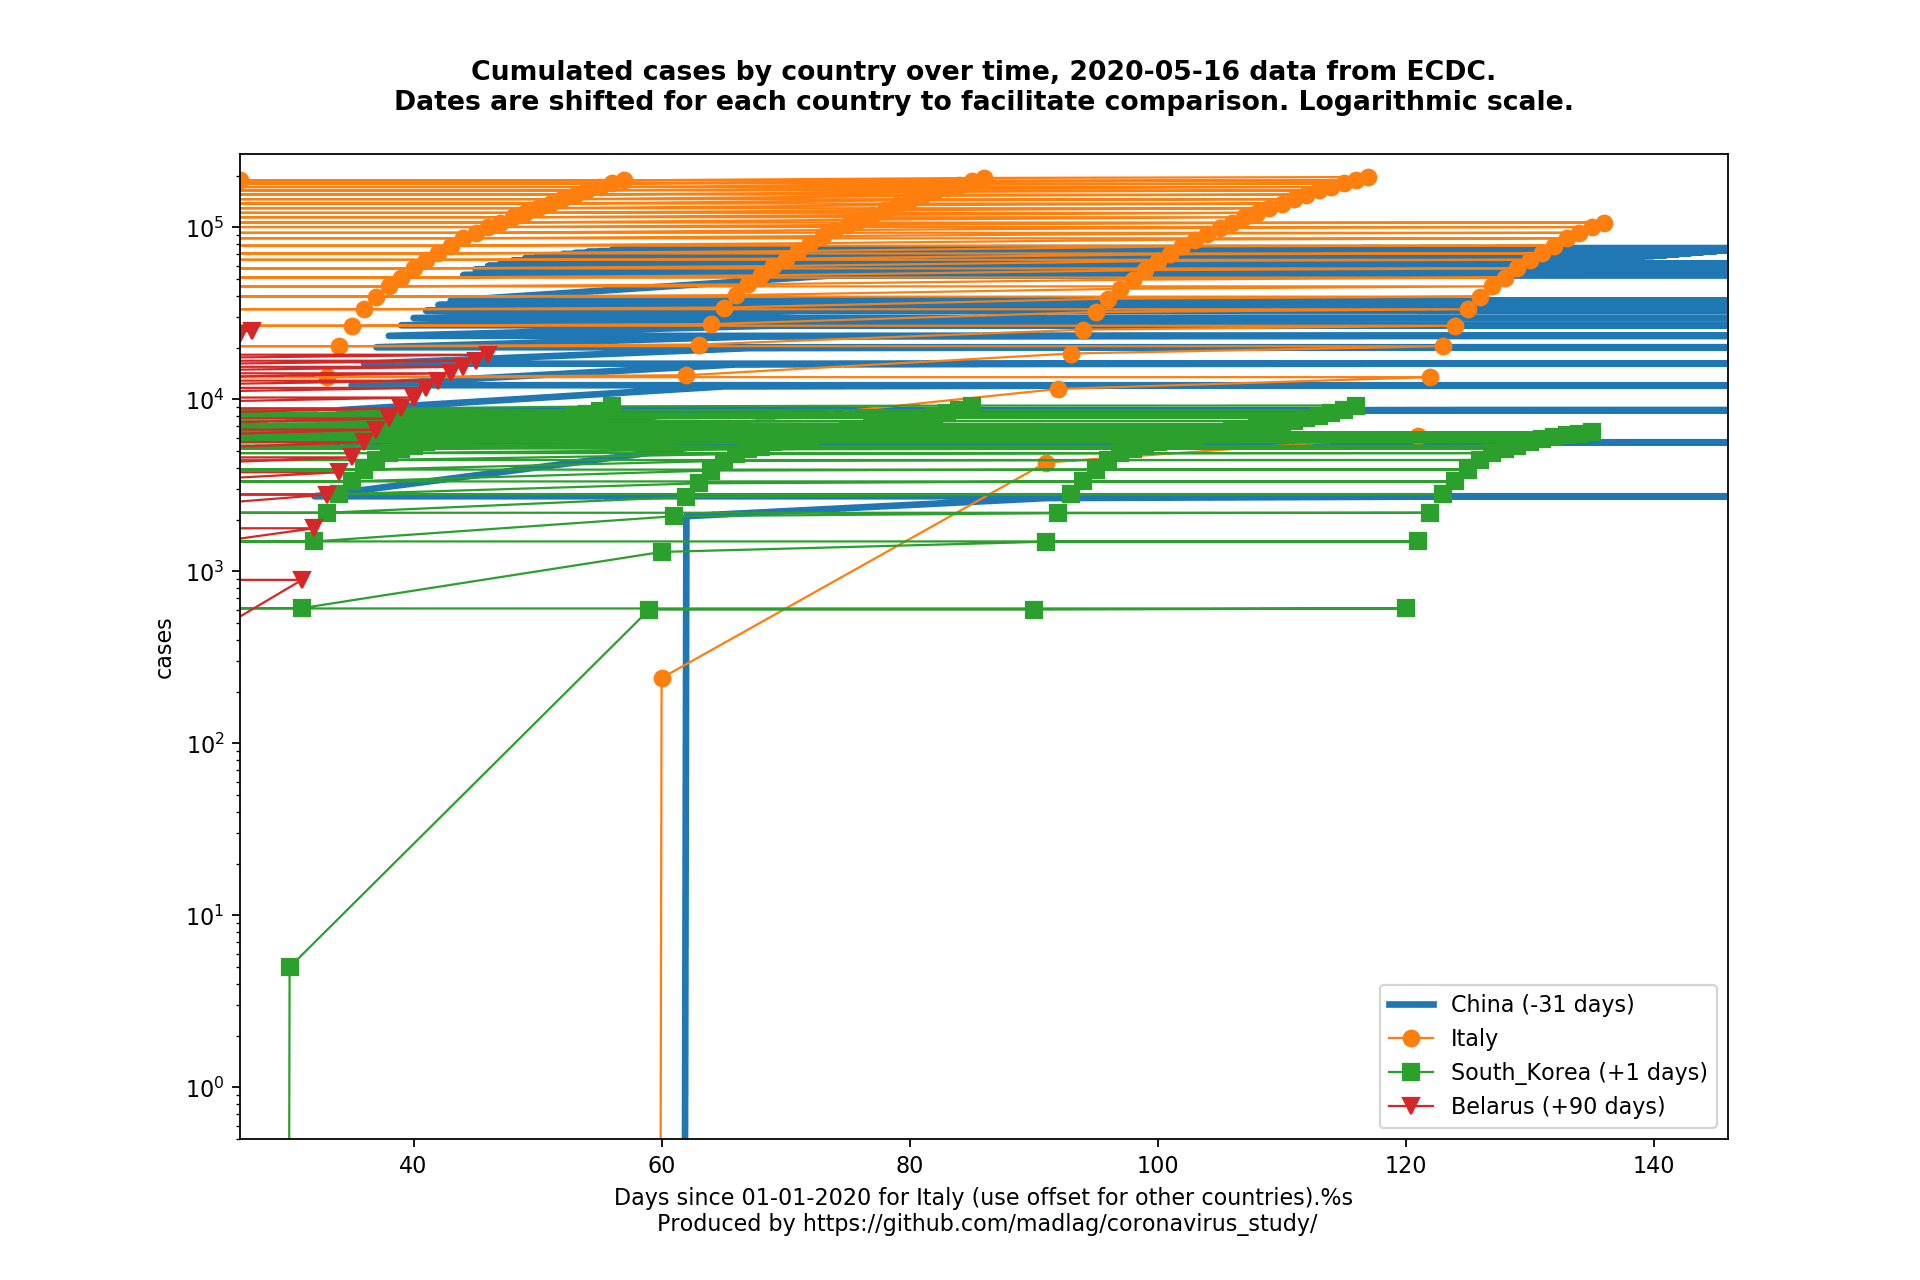 Cumulated cases by country over time, 2020-05-16 data from ECDC.
Dates are shifted for each country to facilitate comparison. Logarithmic scale.
10^5
10^4
10^3
10^2
10^1
10^0
cases
40 60 80 100 120 140
China (-31 days)
Italy
South_Korea (+1 days)
Belarus (+90 days)
Days since 01-01-2020 for Italy (use offset for other countries).%s
Produced by https://github.com/madlag/coronavirus_study/